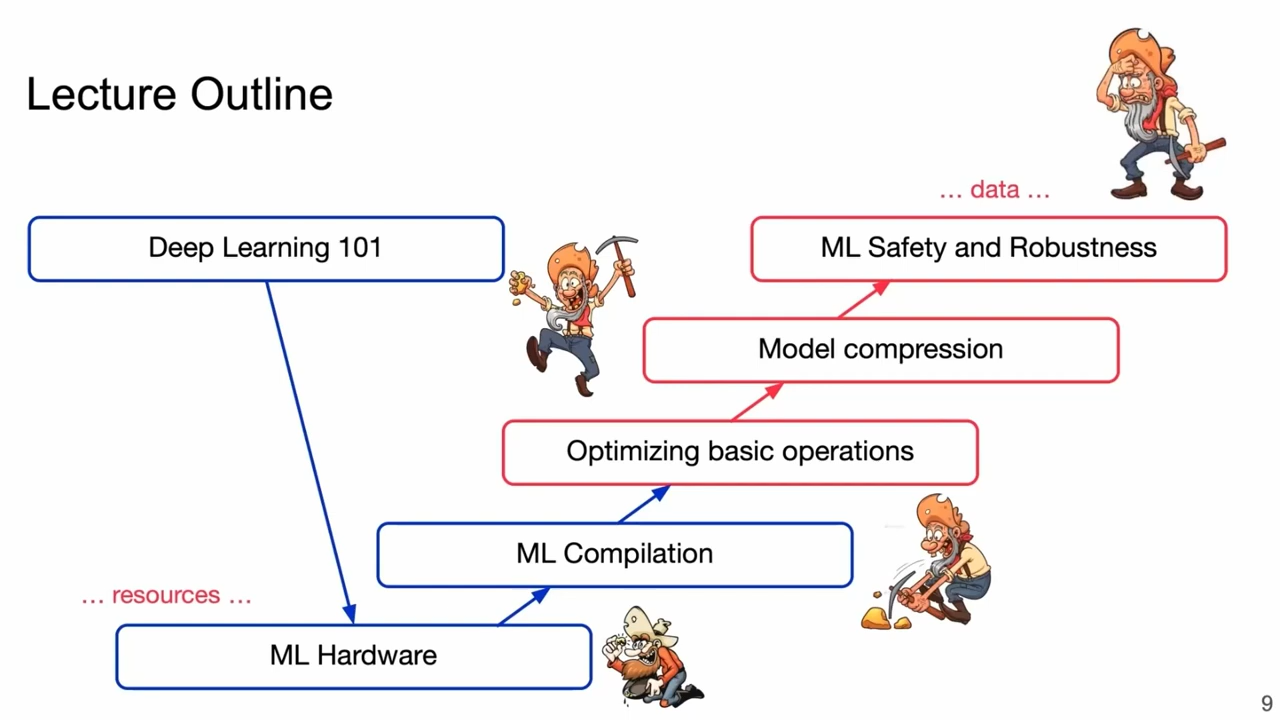 Lecture Outline
… data …
Deep Learning 101
ML Safety and Robustness
Model compression
Optimizing basic operations
ML Compilation
… resources …
ML Hardware
9